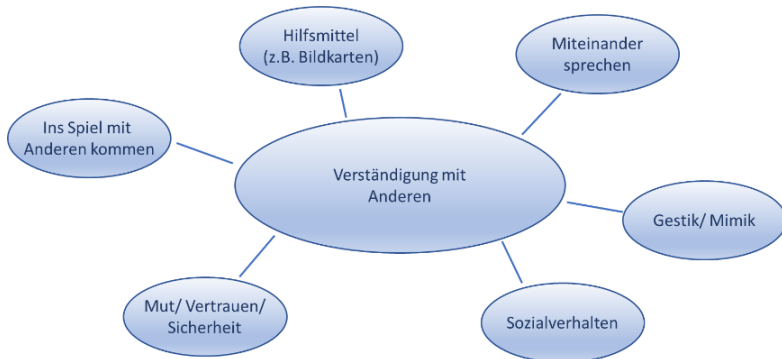 Hilfsmittel
(z.B. Bildkarten)
Miteinander
sprechen
Ins Spiel mit
Anderen kommen
Verständigung mit
Anderen
Gestik/ Mimik
Mut/ Vertrauen/
Sicherheit
Sozialverhalten